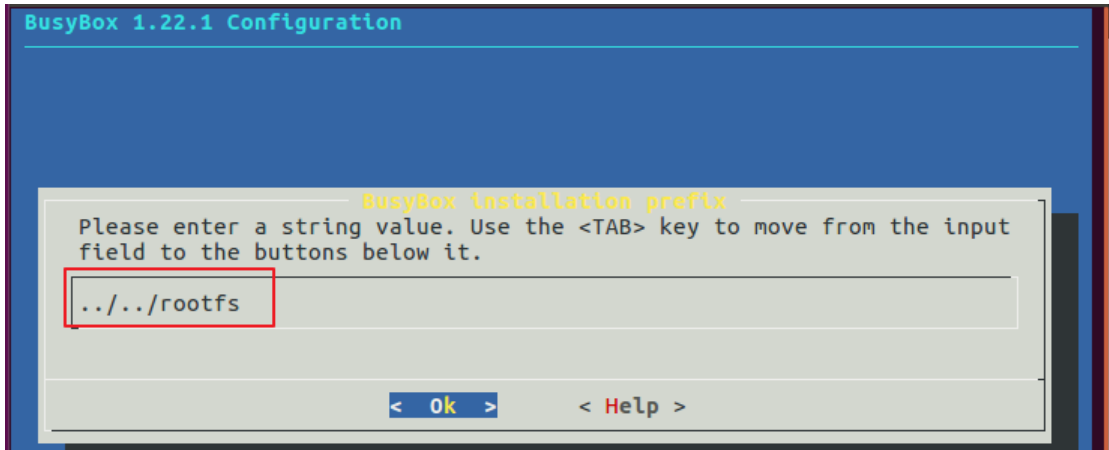 BusyBox 1.22.1 Configuration
BusyBox installation prefix
Please enter a string value. Use the <TAB> key to move from the input
field to the buttons below it.
../../rootfs
< Ok > < Help >